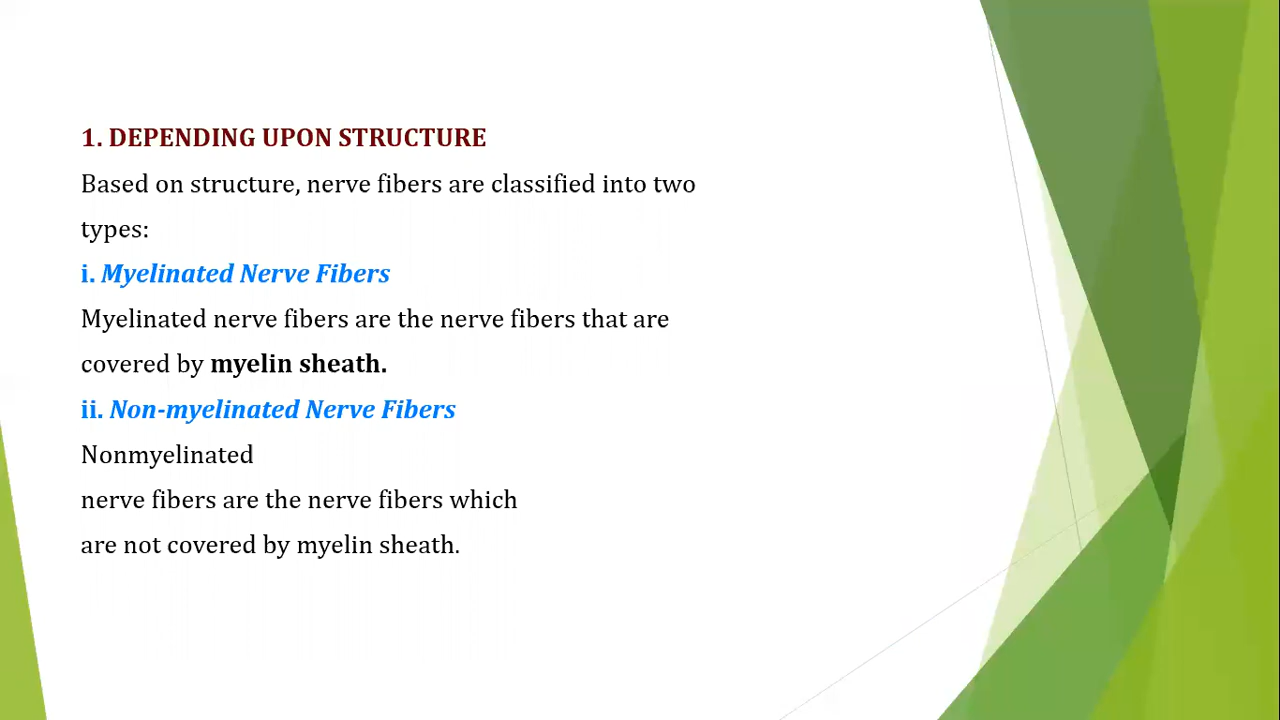 1. DEPENDING UPON STRUCTURE
Based on structure, nerve fibers are classified into two
types:
i. Myelinated Nerve Fibers
Myelinated nerve fibers are the nerve fibers that are
covered by myelin sheath.
ii. Non-myelinated Nerve Fibers
Nonmyelinated
nerve fibers are the nerve fibers which
are not covered by myelin sheath.